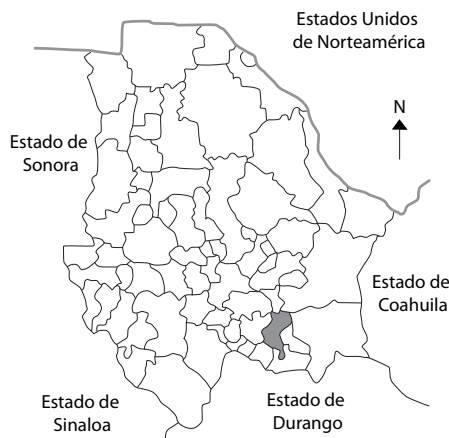 Estados Unidos
de Norteamérica
N
Estado de
Sonora
Estado de
Coahuila
Estado de
Sinaloa
Estado de
Durango